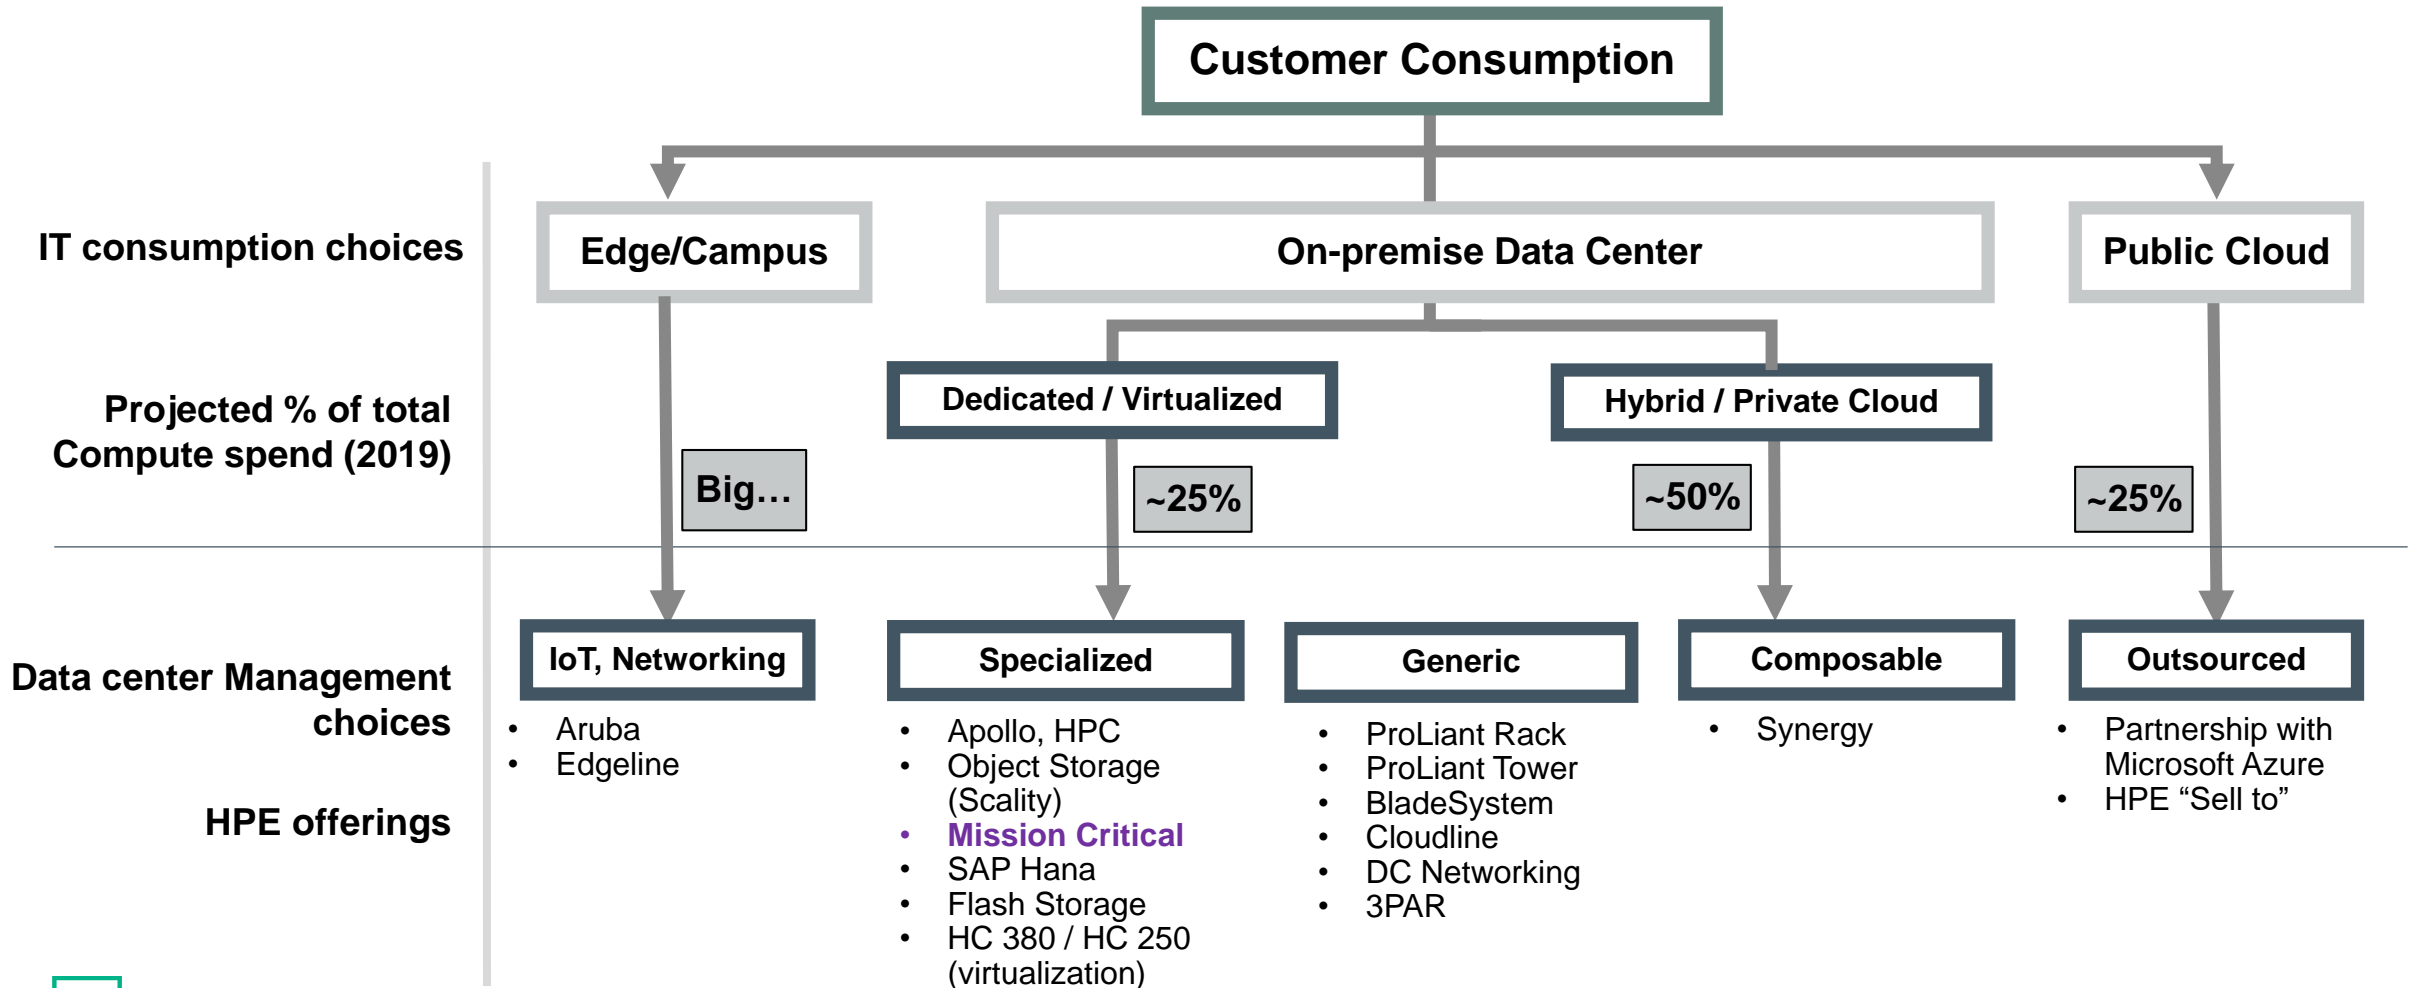 Customer Consumption
IT consumption choices
Edge/Campus
On-premise Data Center
Public Cloud
Projected % of total
Compute spend (2019)
Dedicated / Virtualized
Hybrid / Private Cloud
Big…
~25%
~50%
~25%
Data center Management
choices
HPE offerings
IoT, Networking
• Aruba
• Edgeline
Specialized
• Apollo, HPC
• Object Storage
(Scality)
• Mission Critical
• SAP Hana
• Flash Storage
• HC 380 / HC 250
(virtualization)
Generic
• ProLiant Rack
• ProLiant Tower
• BladeSystem
• Cloudline
• DC Networking
• 3PAR
Composable
• Synergy
Outsourced
• Partnership with
Microsoft Azure
• HPE “Sell to”